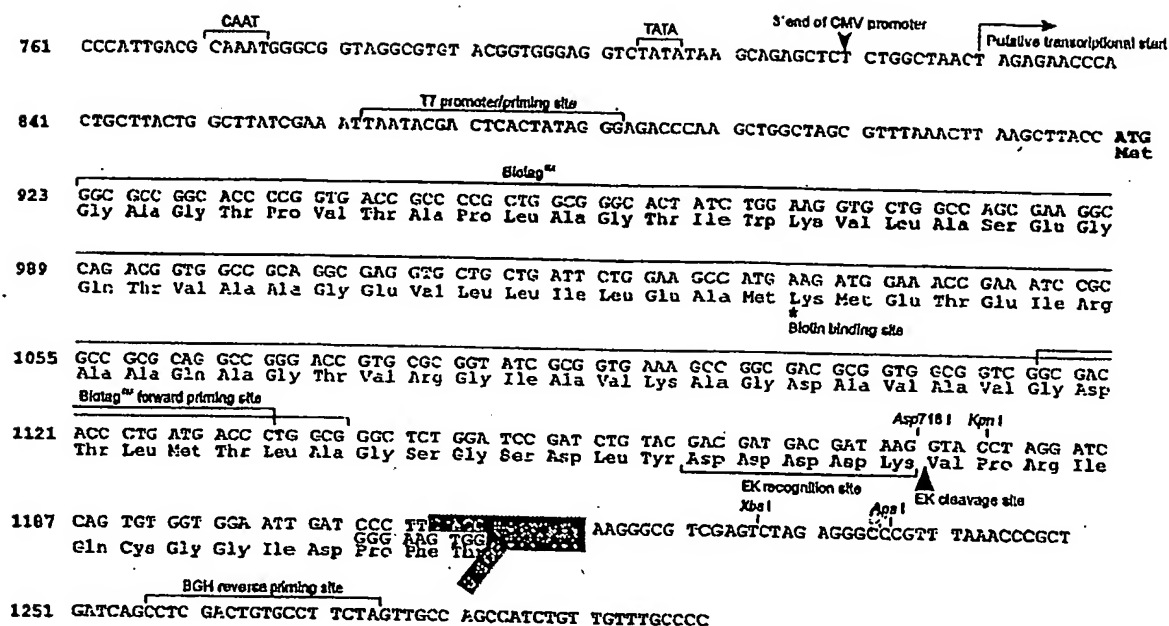 CAAT TATA 3' end of CMV promoter Putative transcriptional start
761 CCCATTGACG CAAATGGGCG GTAGGCGTGT ACGGTGGGAG GTCTATATAA GCAGAGCTCT CTGGCTAACT AGAGAACCCA
T7 promoter/priming site
841 CTGCTTACTG GCTTATCGAAA ATTAATACGA CTCACTATAG GGAGACCCAA GCTGGCTAGC GTTTAAACTT AAGCTTACC ATG
Met
Biotag
923 GGC GCC GGC ACC CCG GTG ACC GCC CCG CTG GCG GGC ACT ATC TGG AAG GTG CTG GCC AGC GAA GGC
Gly Ala Gly Thr Pro Val Thr Ala Pro Leu Ala Gly Thr Ile Trp Lys Val Leu Ala Ser Glu Gly
989 CAG ACG GTG GCC GCA GGC GAG GTG CTG CTG ATT CTG GAA GCC ATG AAG ATG GAA ACC GAA ATC CGC
Gln Thr Val Ala Ala Gly Glu Val Leu Leu Ile Leu Glu Ala Met Lys Met Glu Thr Glu Ile Arg
*
Biotin binding site
1055 GCC GCG CAG GCC GGG ACC GTG CGC GGT ATC GCG GTG AAA GCC GGC GAC GCG GTG GCG GTC GGC GAC
Ala Ala Gln Ala Gly Thr Val Arg Gly Ile Ala Val Lys Ala Gly Asp Ala Val Ala Val Gly Asp
Biotag forward priming site
Asp718 I Kpn I
1121 ACC CTG ATG ACC CTG GCG GGC TCT GGA TCC GAT CTG TAC GAC GAT GAC GAT AAG GTA CCT AGG ATC
Thr Leu Met Thr Leu Ala Gly Ser Gly Ser Asp Leu Tyr Asp Asp Asp Asp Lys Val Pro Arg Ile
EK recognition site EK cleavage site
Xba I Apa I
1187 CAG TGT GGT GGA ATT GAT CCC TT AAGGGCG TCGAGTCTAG AGGGCCCGTT TAAACCCGCT
GGG AAG TGG
Gln Cys Gly Gly Ile Asp Pro Phe Thr
BGH reverse priming site
1251 GATCAGCCTC GACTGTGCCT TCTAGTTGCC AGCCATCTGT TGTTTGCCCC